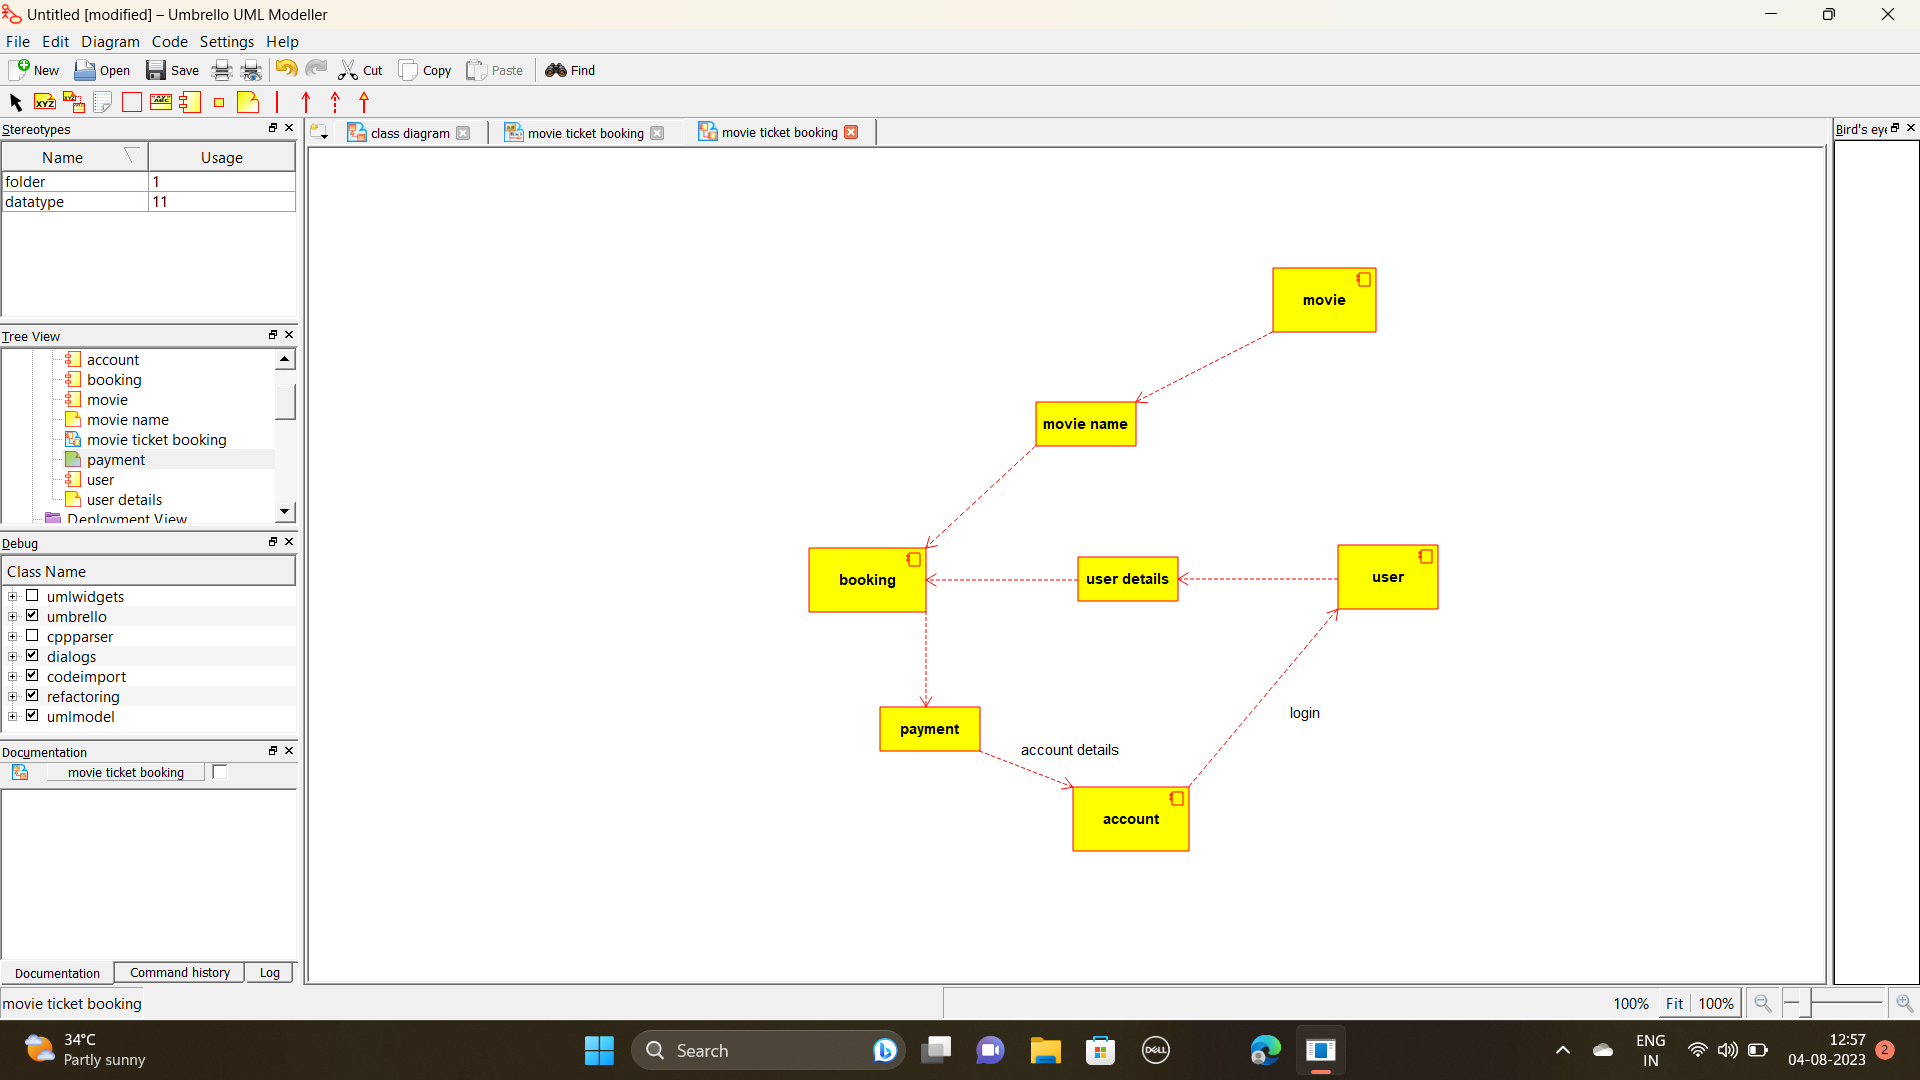 Untitled [modified] – Umbrello UML Modeller
File Edit Diagram Code Settings Help
New Open Save Cut Copy Paste Find
XYZ XYZ ABC
Stereotypes
Name Usage
folder 1
datatype 11
Tree View
account
booking
movie
movie name
movie ticket booking
payment
user
user details
Deployment View
Debug
Class Name
umlwidgets
umbrello
cppparser
dialogs
codeimport
refactoring
umlmodel
Documentation
movie ticket booking
Documentation Command history Log
class diagram movie ticket booking movie ticket booking
Bird's eye
movie
movie name
booking
user details
user
payment
account details
login
account
movie ticket booking
100% Fit 100%
34°C
Partly sunny
Search
DELL
ENG
IN
12:57
04-08-2023
2